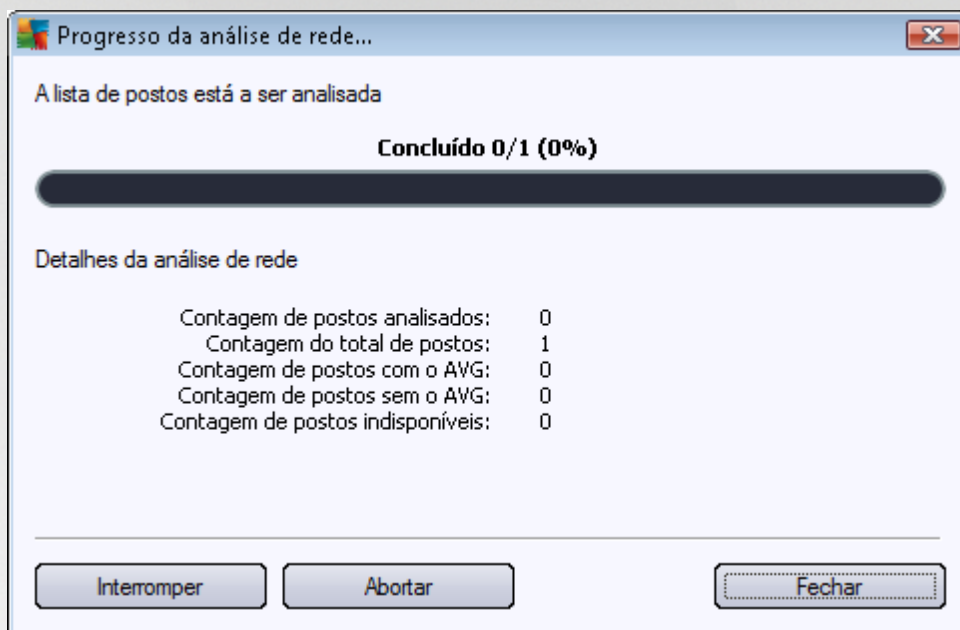 Progresso da análise de rede...
A lista de postos está a ser analisada
Concluído 0/1 (0%)
Detalhes da análise de rede
Contagem de postos analisados: 0
Contagem do total de postos: 1
Contagem de postos com o AVG: 0
Contagem de postos sem o AVG: 0
Contagem de postos indisponíveis: 0
Interromper Abortar Fechar